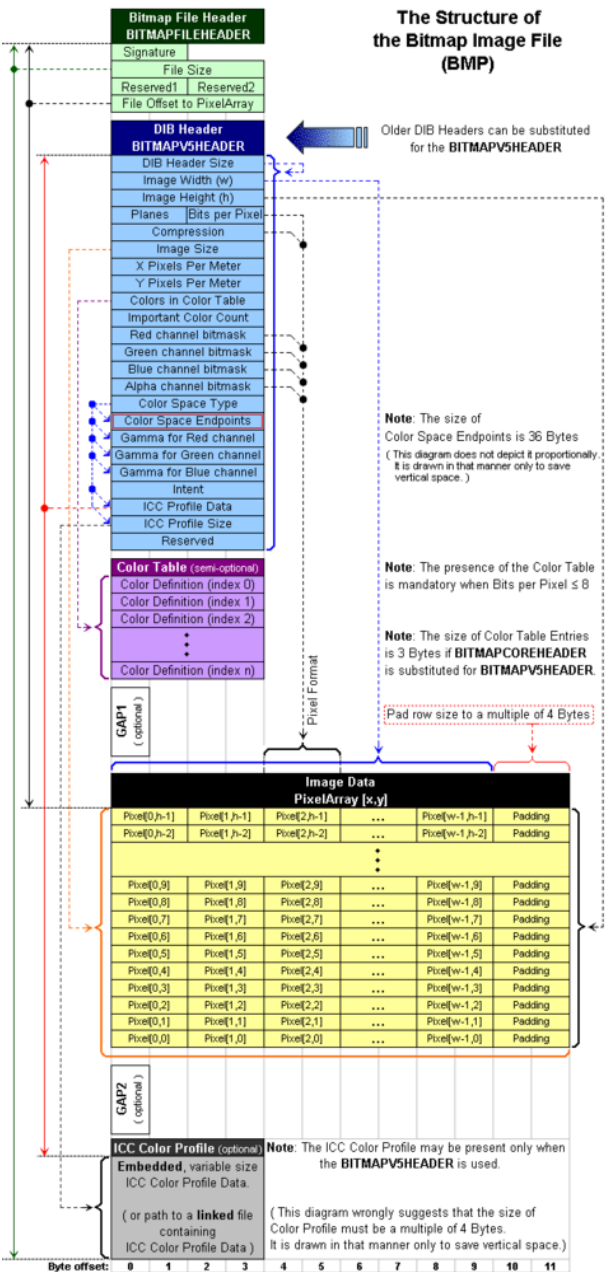 Bitmap File Header
BITMAPFILEHEADER
Signature
File Size
Reserved1 Reserved2
File Offset to PixelArray
The Structure of
the Bitmap Image File
(BMP)
DIB Header
BITMAPV5HEADER
DIB Header Size
Image Width (w)
Image Height (h)
Planes Bits per Pixel
Compression
Image Size
X Pixels Per Meter
Y Pixels Per Meter
Colors in Color Table
Important Color Count
Red channel bitmask
Green channel bitmask
Blue channel bitmask
Alpha channel bitmask
Color Space Type
Color Space Endpoints
Gamma for Red channel
Gamma for Green channel
Gamma for Blue channel
Intent
ICC Profile Data
ICC Profile Size
Reserved
Older DIB Headers can be substituted
for the BITMAPV5HEADER
Note: The size of
Color Space Endpoints is 36 Bytes
( This diagram does not depict it proportionally.
It is drawn in that manner only to save
vertical space. )
Color Table (semi-optional)
Color Definition (index 0)
Color Definition (index 1)
Color Definition (index 2)
Color Definition (index n)
Note: The presence of the Color Table
is mandatory when Bits per Pixel ≤ 8
Note: The size of Color Table Entries
is 3 Bytes if BITMAPCOREHEADER
is substituted for BITMAPV5HEADER.
GAP1
( optional )
Pixel Format
Pad row size to a multiple of 4 Bytes
Image Data
PixelArray [x,y]
Pixel[0,h-1] Pixel[1,h-1] Pixel[2,h-1] ... Pixel[w-1,h-1] Padding
Pixel[0,h-2] Pixel[1,h-2] Pixel[2,h-2] ... Pixel[w-1,h-2] Padding
Pixel[0,9] Pixel[1,9] Pixel[2,9] ... Pixel[w-1,9] Padding
Pixel[0,8] Pixel[1,8] Pixel[2,8] ... Pixel[w-1,8] Padding
Pixel[0,7] Pixel[1,7] Pixel[2,7] ... Pixel[w-1,7] Padding
Pixel[0,6] Pixel[1,6] Pixel[2,6] ... Pixel[w-1,6] Padding
Pixel[0,5] Pixel[1,5] Pixel[2,5] ... Pixel[w-1,5] Padding
Pixel[0,4] Pixel[1,4] Pixel[2,4] ... Pixel[w-1,4] Padding
Pixel[0,3] Pixel[1,3] Pixel[2,3] ... Pixel[w-1,3] Padding
Pixel[0,2] Pixel[1,2] Pixel[2,2] ... Pixel[w-1,2] Padding
Pixel[0,1] Pixel[1,1] Pixel[2,1] ... Pixel[w-1,1] Padding
Pixel[0,0] Pixel[1,0] Pixel[2,0] ... Pixel[w-1,0] Padding
GAP2
( optional )
ICC Color Profile (optional)
Embedded, variable size
ICC Color Profile Data.
( or path to a linked file
containing
ICC Color Profile Data )
Note: The ICC Color Profile may be present only when
the BITMAPV5HEADER is used.
( This diagram wrongly suggests that the size of
Color Profile must be a multiple of 4 Bytes.
It is drawn in that manner only to save vertical space.)
Byte offset: 0 1 2 3 4 5 6 7 8 9 10 11